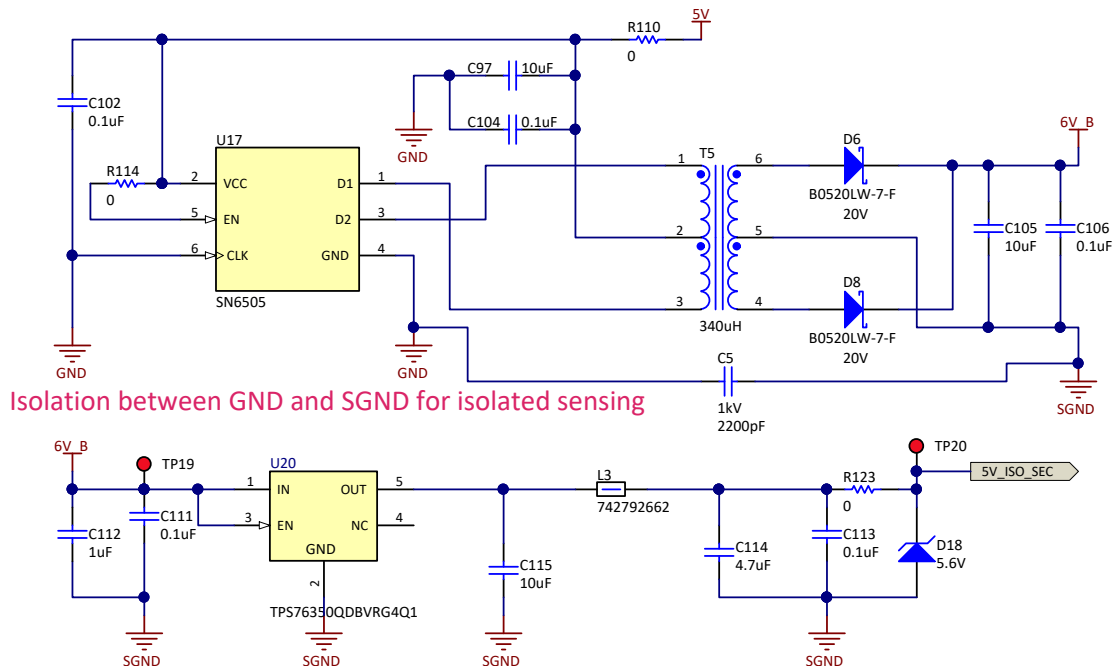 5V
R110
0
C97 10uF
C102
0.1uF
C104 0.1uF
GND
6V_B
U17
D6
T5
R114
0
2 VCC D1 1
1 6
B0520LW-7-F
20V
5 EN D2 3
2 5
C105
10uF
C106
0.1uF
6 CLK GND 4
D8
SN6505
3 4
340uH
B0520LW-7-F
20V
C5
GND
GND
1kV
2200pF
SGND
Isolation between GND and SGND for isolated sensing
6V_B
TP19
U20
TP20
L3
5V_ISO_SEC
1 IN OUT 5
R123
0
742792662
C111
0.1uF
3 EN NC 4
C112
1uF
GND
2
C115
10uF
C114
4.7uF
C113
0.1uF
D18
5.6V
TPS76350QDBVRG4Q1
SGND
SGND
SGND
SGND